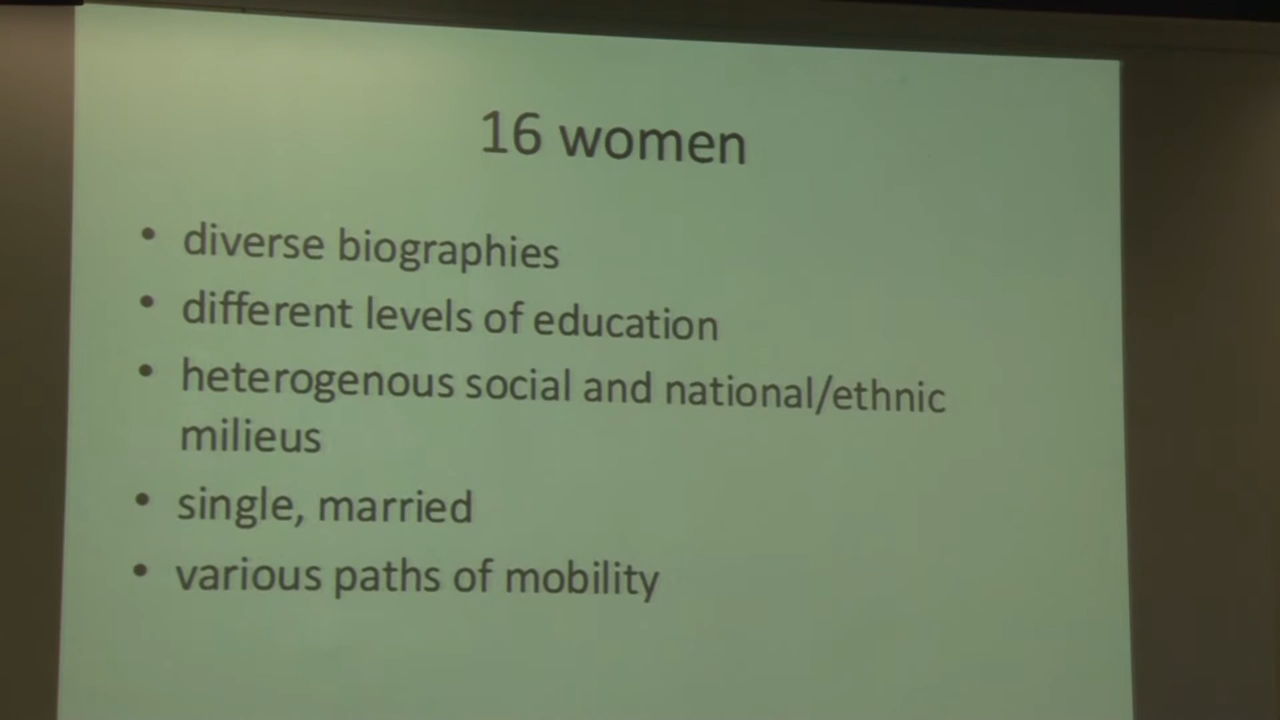 16 women
• diverse biographies
• different levels of education
• heterogenous social and national/ethnic
milieus
• single, married
• various paths of mobility